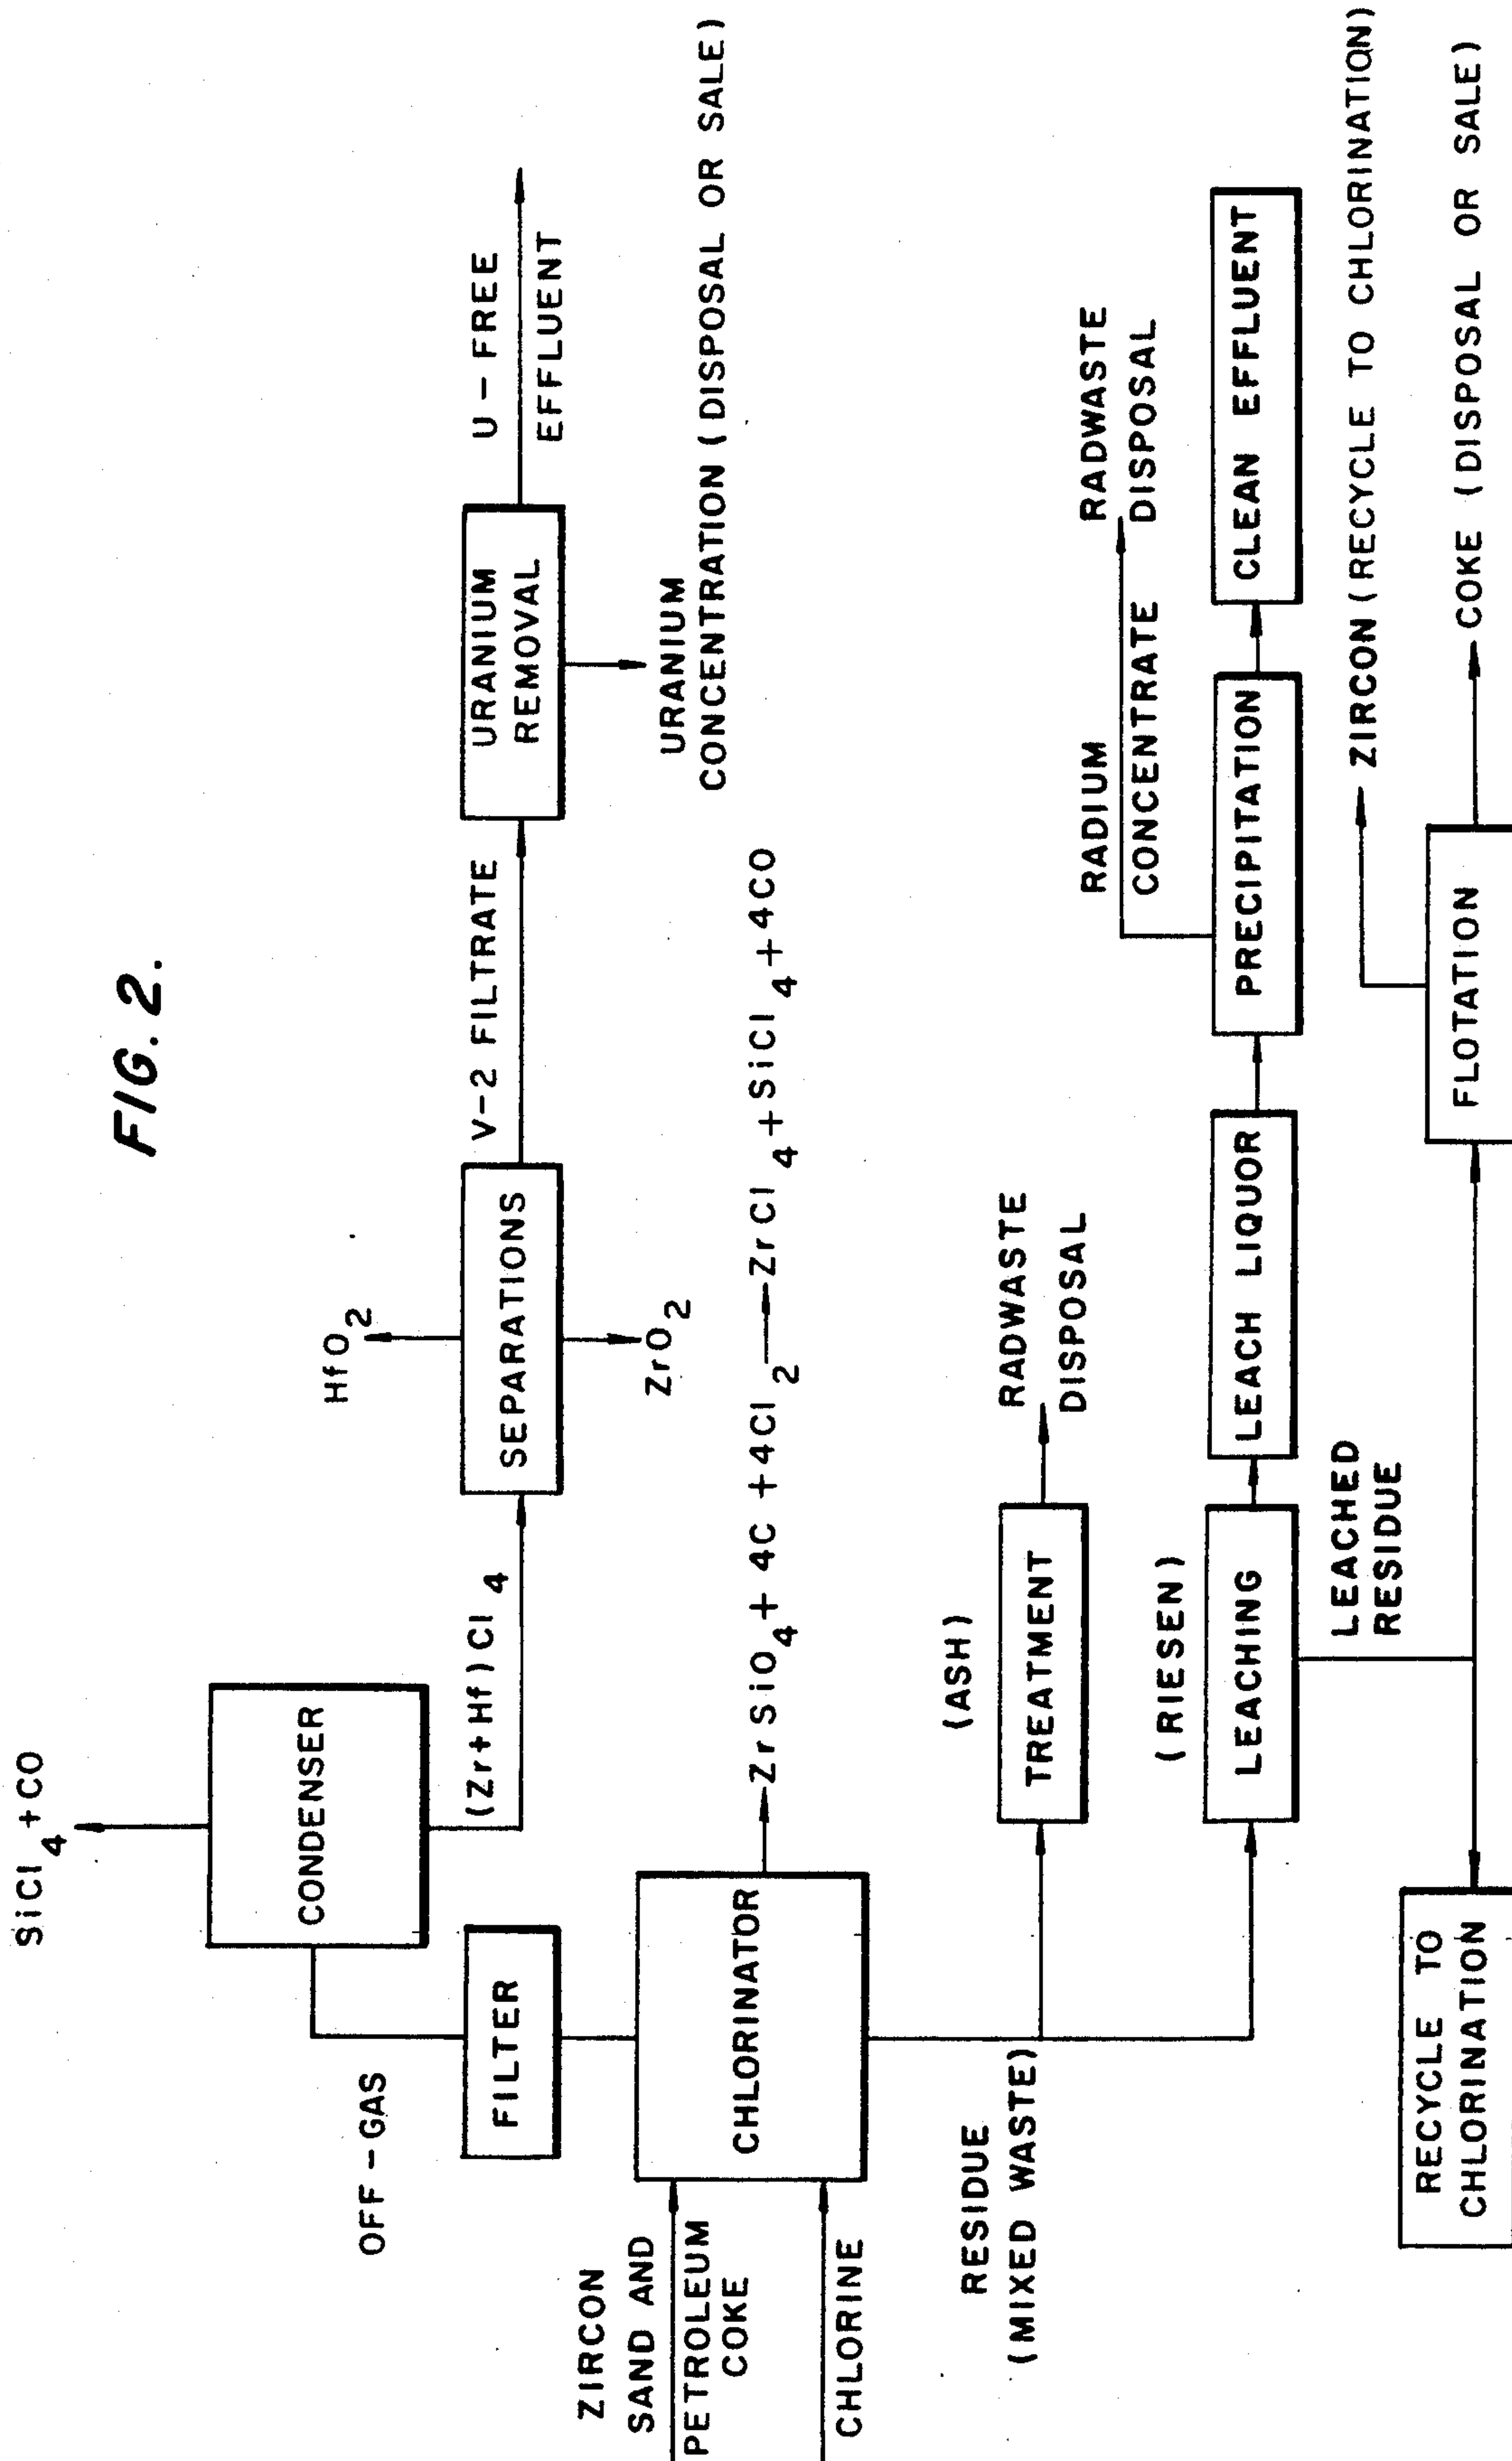 FIG. 2.
SiCl4+CO
CONDENSER
OFF-GAS
FILTER
(Zr+Hf)Cl4
HfO2
SEPARATIONS
ZrO2
V-2 FILTRATE
URANIUM
REMOVAL
U-FREE
EFFLUENT
URANIUM
CONCENTRATION (DISPOSAL OR SALE)
ZIRCON
SAND AND
PETROLEUM
COKE
CHLORINE
CHLORINATOR
ZrSiO4+ 4C +4Cl2 → ZrCl4+SiCl4+4CO
RESIDUE
(MIXED WASTE)
(ASH)
TREATMENT
RADWASTE
DISPOSAL
(RIESEN)
LEACHING
LEACH LIQUOR
PRECIPITATION
RADIUM
CONCENTRATE
RADWASTE
DISPOSAL
CLEAN EFFLUENT
LEACHED
RESIDUE
RECYCLE TO
CHLORINATION
FLOTATION
ZIRCON (RECYCLE TO CHLORINATION)
COKE (DISPOSAL OR SALE)